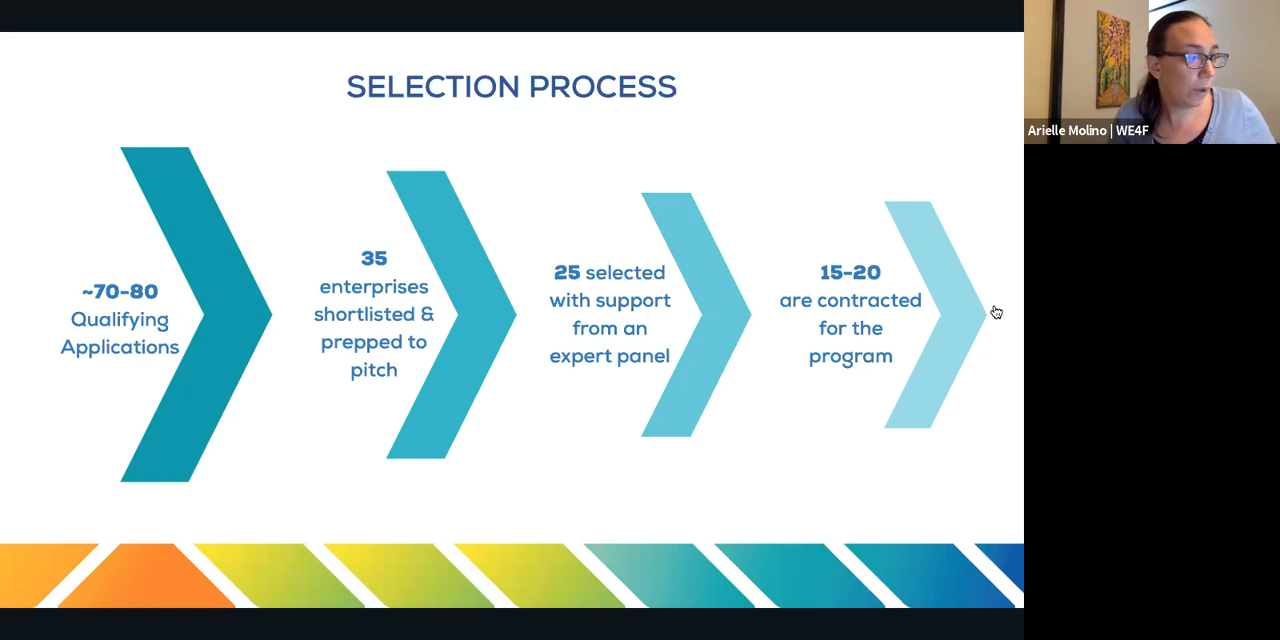 SELECTION PROCESS
~70-80
Qualifying
Applications
35
enterprises
shortlisted &
prepped to
pitch
25 selected
with support
from an
expert panel
15-20
are contracted
for the
program
Arielle Molino | WE4F